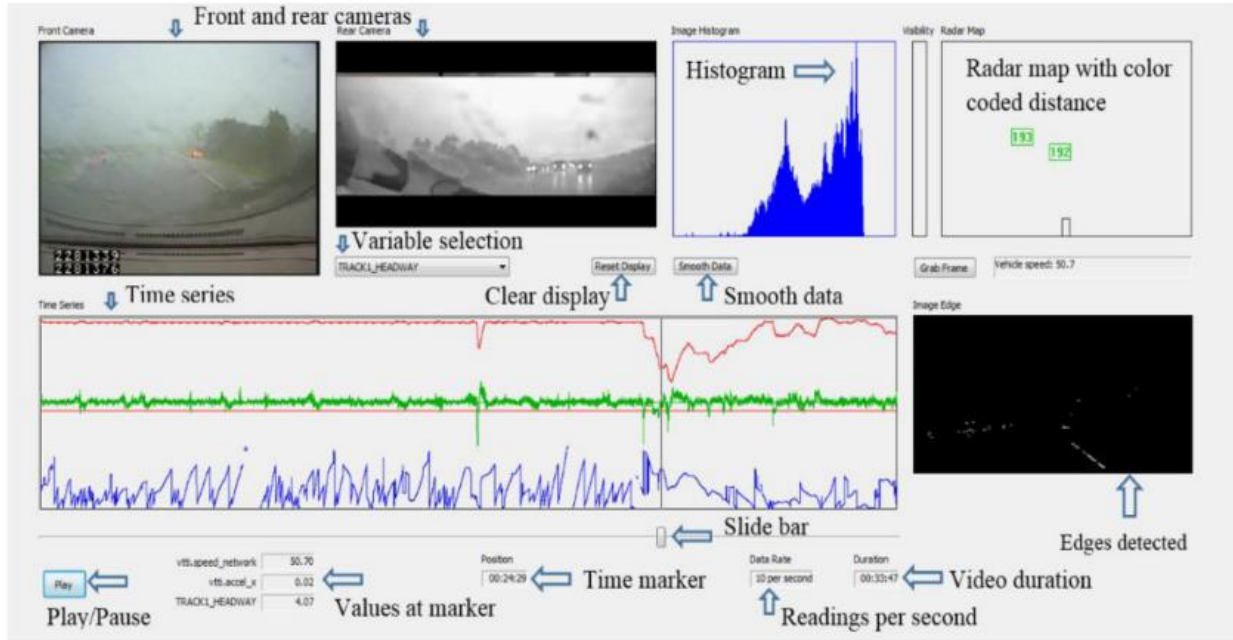 Front and rear cameras
Front Camera
Rear Camera
Image Histogram
Visibility
Radar Map
Histogram
Radar map with color
coded distance
193
192
2281339
2281376
Variable selection
TRACK1_HEADWAY
Reset Display
Smooth Data
Grab Frame
Vehicle speed: 50.7
Time series
Clear display
Smooth data
Time Series
Image Edge
Slide bar
Edges detected
vtti.speed_network 50.70
Position
Data Rate
Duration
Play
vtti.accel_x 0.02
00:24:29
Time marker
10 per second
00:33:47
Video duration
TRACK1_HEADWAY 4.07
Play/Pause
Values at marker
Readings per second